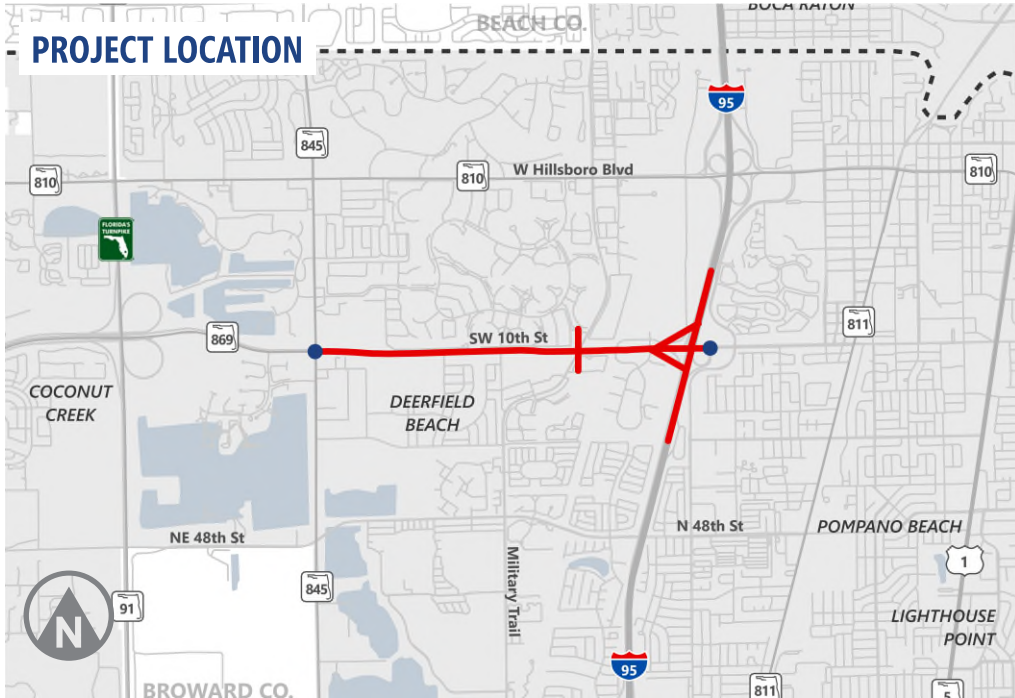 BOCA RATON
BEACH CO.
PROJECT LOCATION
95
845
810
810
W Hillsboro Blvd
810
FLORIDA'S
TURNPIKE
811
869
SW 10th St
COCONUT
CREEK
DEERFIELD
BEACH
NE 48th St
N 48th St
POMPANO BEACH
Military Trail
1
845
91
N
LIGHTHOUSE
POINT
95
BROWARD CO.
811
5